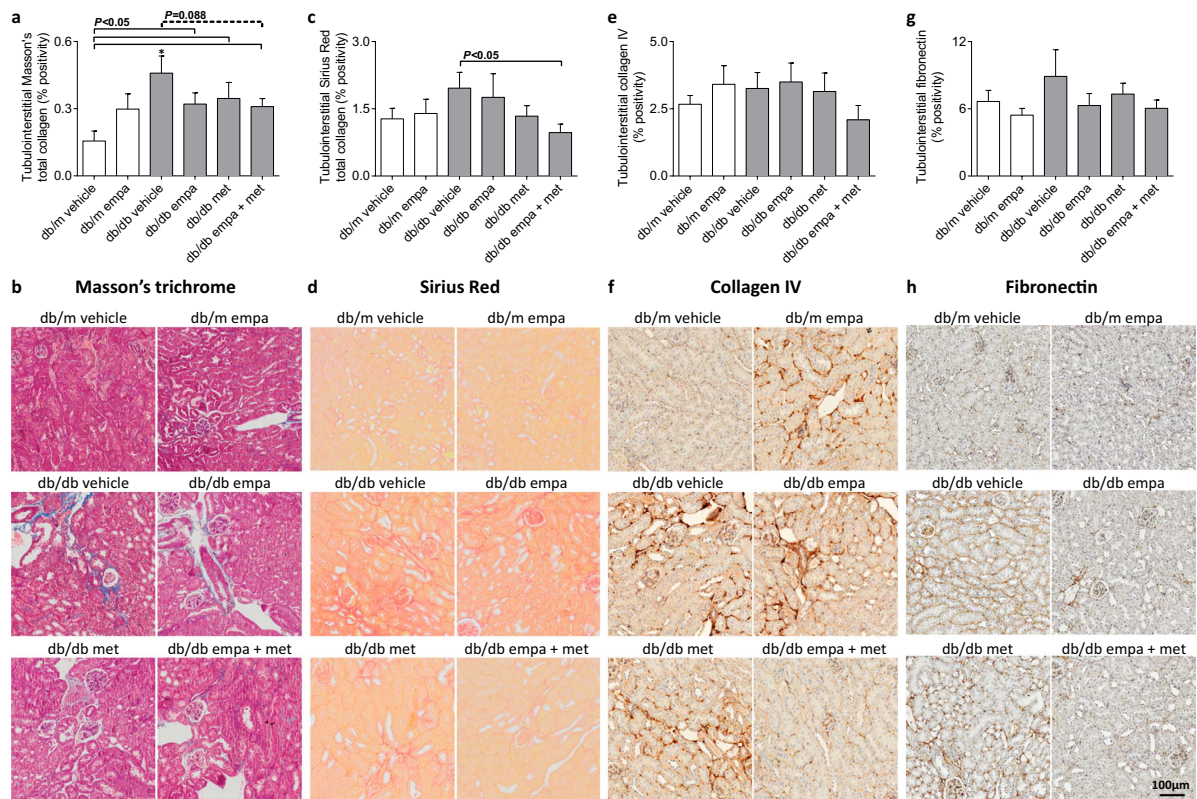 a
P<0.05
P=0.088
*
Tubulointerstitial Masson's
total collagen (% positivity)
0.6
0.3
0.0
db/m vehicle
db/m empa
db/db vehicle
db/db empa
db/db met
db/db empa + met
c
P<0.05
Tubulointerstitial Sirius Red
total collagen (% positivity)
3.0
1.5
0.0
db/m vehicle
db/m empa
db/db vehicle
db/db empa
db/db met
db/db empa + met
e
Tubulointerstitial collagen IV
(% positivity)
5.0
2.5
0.0
db/m vehicle
db/m empa
db/db vehicle
db/db empa
db/db met
db/db empa + met
g
Tubulointerstitial fibronectin
(% positivity)
12
6
0
db/m vehicle
db/m empa
db/db vehicle
db/db empa
db/db met
db/db empa + met
b Masson’s trichrome
db/m vehicle db/m empa
db/db vehicle db/db empa
db/db met db/db empa + met
d Sirius Red
db/m vehicle db/m empa
db/db vehicle db/db empa
db/db met db/db empa + met
f Collagen IV
db/m vehicle db/m empa
db/db vehicle db/db empa
db/db met db/db empa + met
h Fibronectin
db/m vehicle db/m empa
db/db vehicle db/db empa
db/db met db/db empa + met
100µm